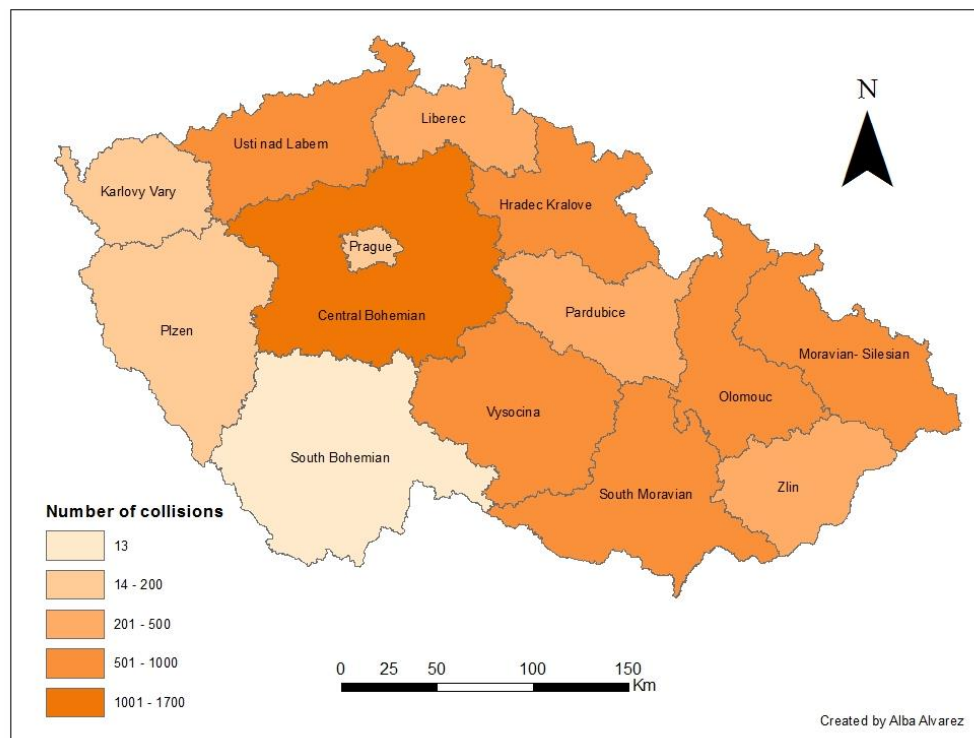 N
Liberec
Usti nad Labem
Karlovy Vary
Hradec Kralove
Prague
Central Bohemian
Pardubice
Plzen
Moravian- Silesian
Olomouc
Vysocina
South Bohemian
Zlin
South Moravian
Number of collisions
13
14 - 200
201 - 500
501 - 1000
1001 - 1700
0 25 50 100 150
Km
Created by Alba Alvarez